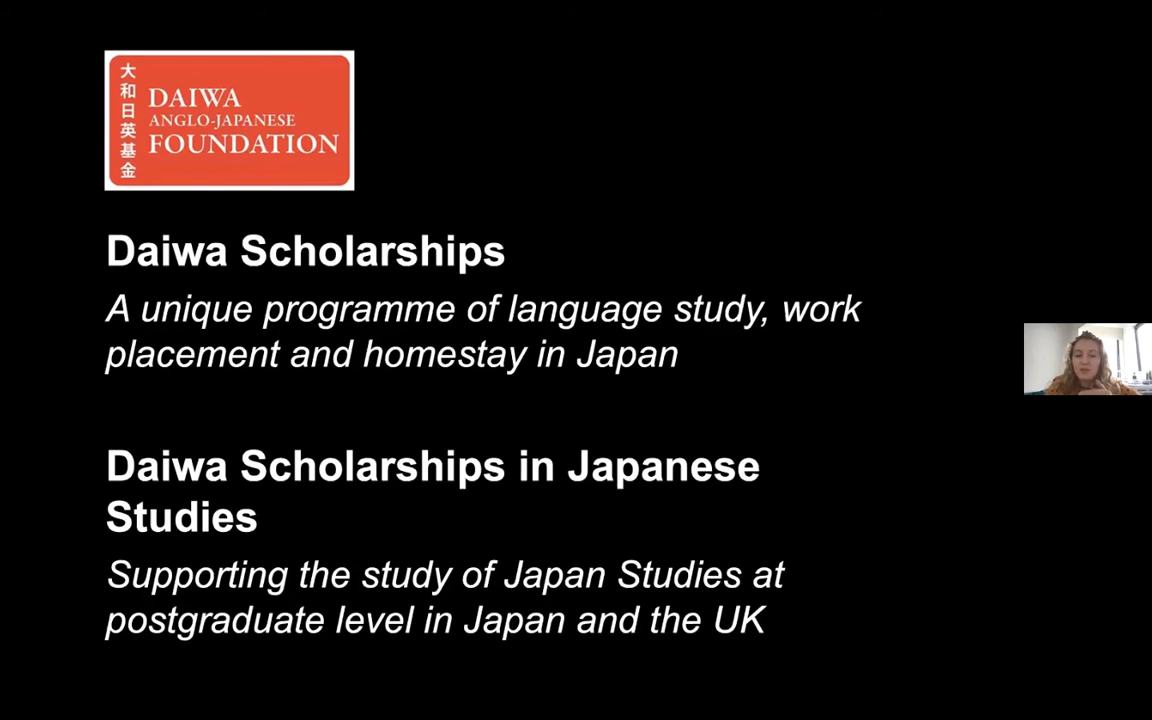 大和日英基金
DAIWA
ANGLO-JAPANESE
FOUNDATION
Daiwa Scholarships
A unique programme of language study, work
placement and homestay in Japan
Daiwa Scholarships in Japanese
Studies
Supporting the study of Japan Studies at
postgraduate level in Japan and the UK